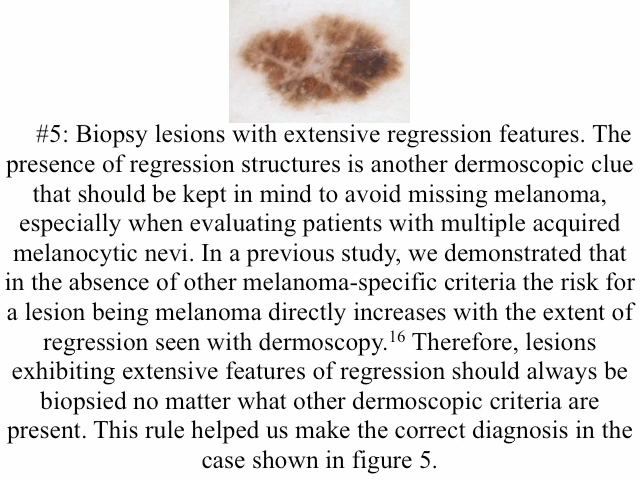 #5: Biopsy lesions with extensive regression features. The
presence of regression structures is another dermoscopic clue
that should be kept in mind to avoid missing melanoma,
especially when evaluating patients with multiple acquired
melanocytic nevi. In a previous study, we demonstrated that
in the absence of other melanoma-specific criteria the risk for
a lesion being melanoma directly increases with the extent of
regression seen with dermoscopy.¹⁶ Therefore, lesions
exhibiting extensive features of regression should always be
biopsied no matter what other dermoscopic criteria are
present. This rule helped us make the correct diagnosis in the
case shown in figure 5.